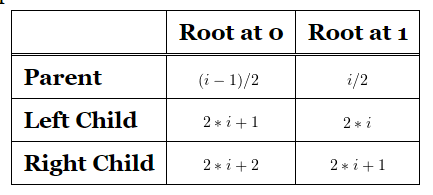 Root at 0 Root at 1
Parent (i − 1)/2 i/2
Left Child 2 ∗ i + 1 2 ∗ i
Right Child 2 ∗ i + 2 2 ∗ i + 1